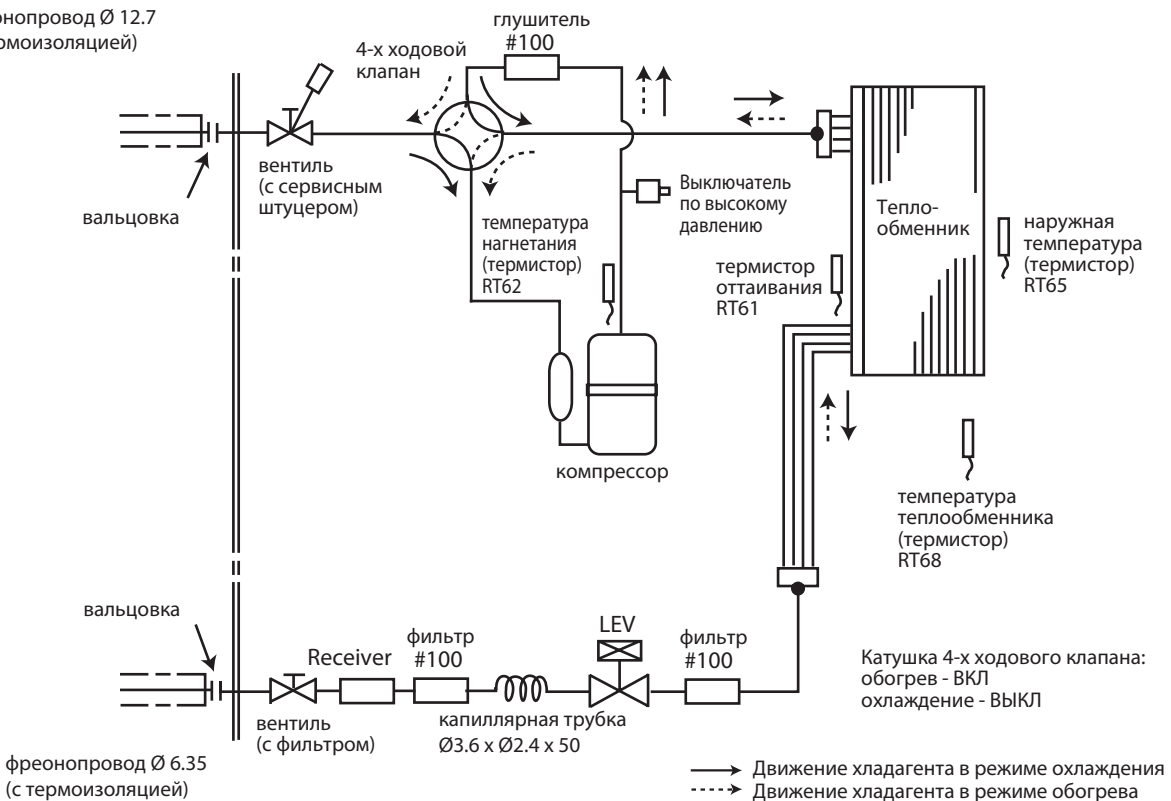 Ø 12.7
глушитель
#100
4-х ходовой
клапан
вентиль
(с сервисным
штуцером)
вальцовка
температура
нагнетания
(термистор)
RT62
Выключатель
по высокому
давлению
Тепло-
обменник
наружная
температура
(термистор)
RT65
термистор
оттаивания
RT61
компрессор
температура
теплообменника
(термистор)
RT68
вальцовка
Receiver
фильтр
#100
LEV
фильтр
#100
Катушка 4-х ходового клапана:
обогрев - ВКЛ
охлаждение - ВЫКЛ
вентиль
(с фильтром)
капиллярная трубка
Ø3.6 x Ø2.4 x 50
фреонопровод Ø 6.35
(с термоизоляцией)
Движение хладагента в режиме охлаждения
Движение хладагента в режиме обогрева